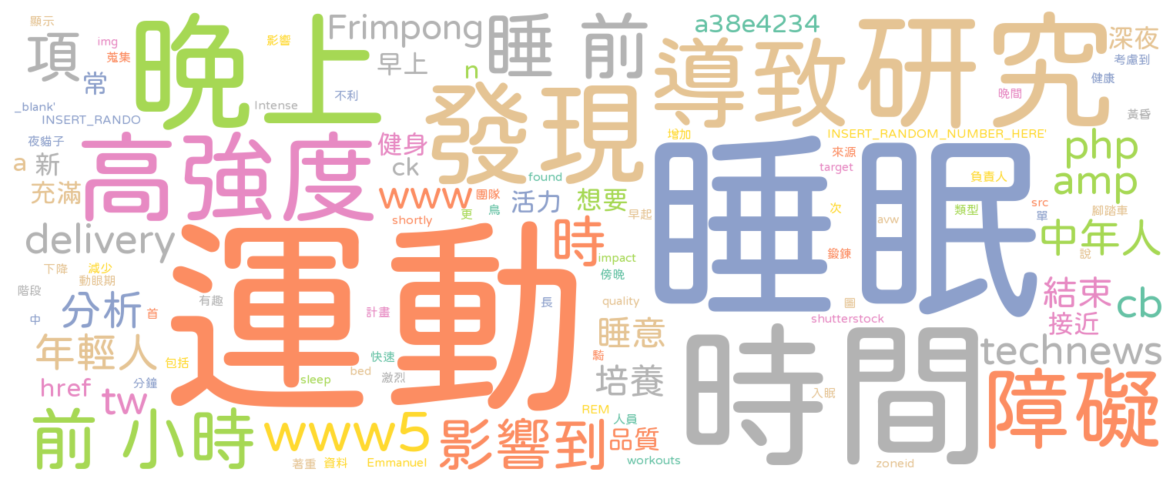 顯示
img
蒐集
項
常
_blank'
INSERT_RANDO
夜貓子
a
新
充滿
晚上
影響
Frimpong
早上
Intense
不利
睡 前
n
a38e4234
導致
研究
深夜
考慮到
健康
晚間
黃昏
高強度
健身
ck
發現
增加
INSERT_RANDOM_NUMBER_HERE'
來源
target
php
amp
www
團隊
shortly
更
鳥
found
活力
想要
早起
睡眠
負責人
次
avw
類型
src
單
腳踏車
中年人
說
delivery
下降
減少
動眼期
階段
有趣
運動
時
impact
傍晚
鍛鍊
分析
中
首
計畫
長
quality
圖
shutterstock
結束
接近
cb
年輕人
包括
快速
激烈
睡意
騎
時間
technews
href
tw
分鐘
sleep
bed
培養
入眠
障礙
前 小時
www5
影響到
REM
人員
品質
著重
資料
Emmanuel
workouts
zoneid